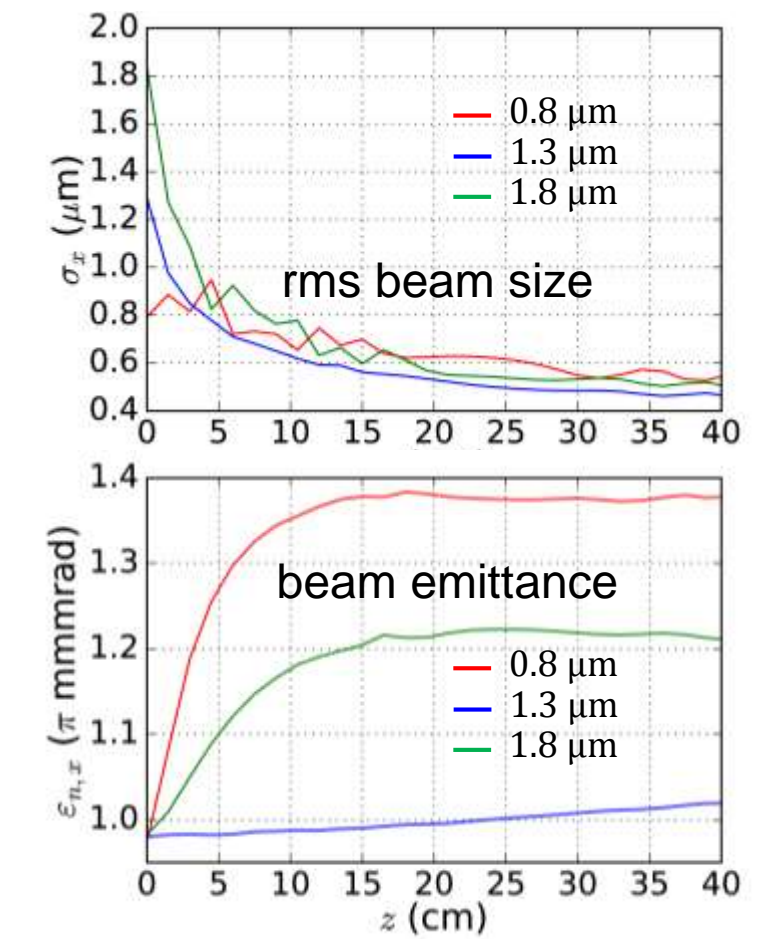 2.0
1.8
1.6
1.4
1.2
1.0
0.8
0.6
0.4
σx (μm)
0.8 μm
1.3 μm
1.8 μm
rms beam size
0 5 10 15 20 25 30 35 40
1.4
1.3
1.2
1.1
1.0
εn,x (π mmmrad)
beam emittance
0.8 μm
1.3 μm
1.8 μm
0 5 10 15 20 25 30 35 40
z (cm)